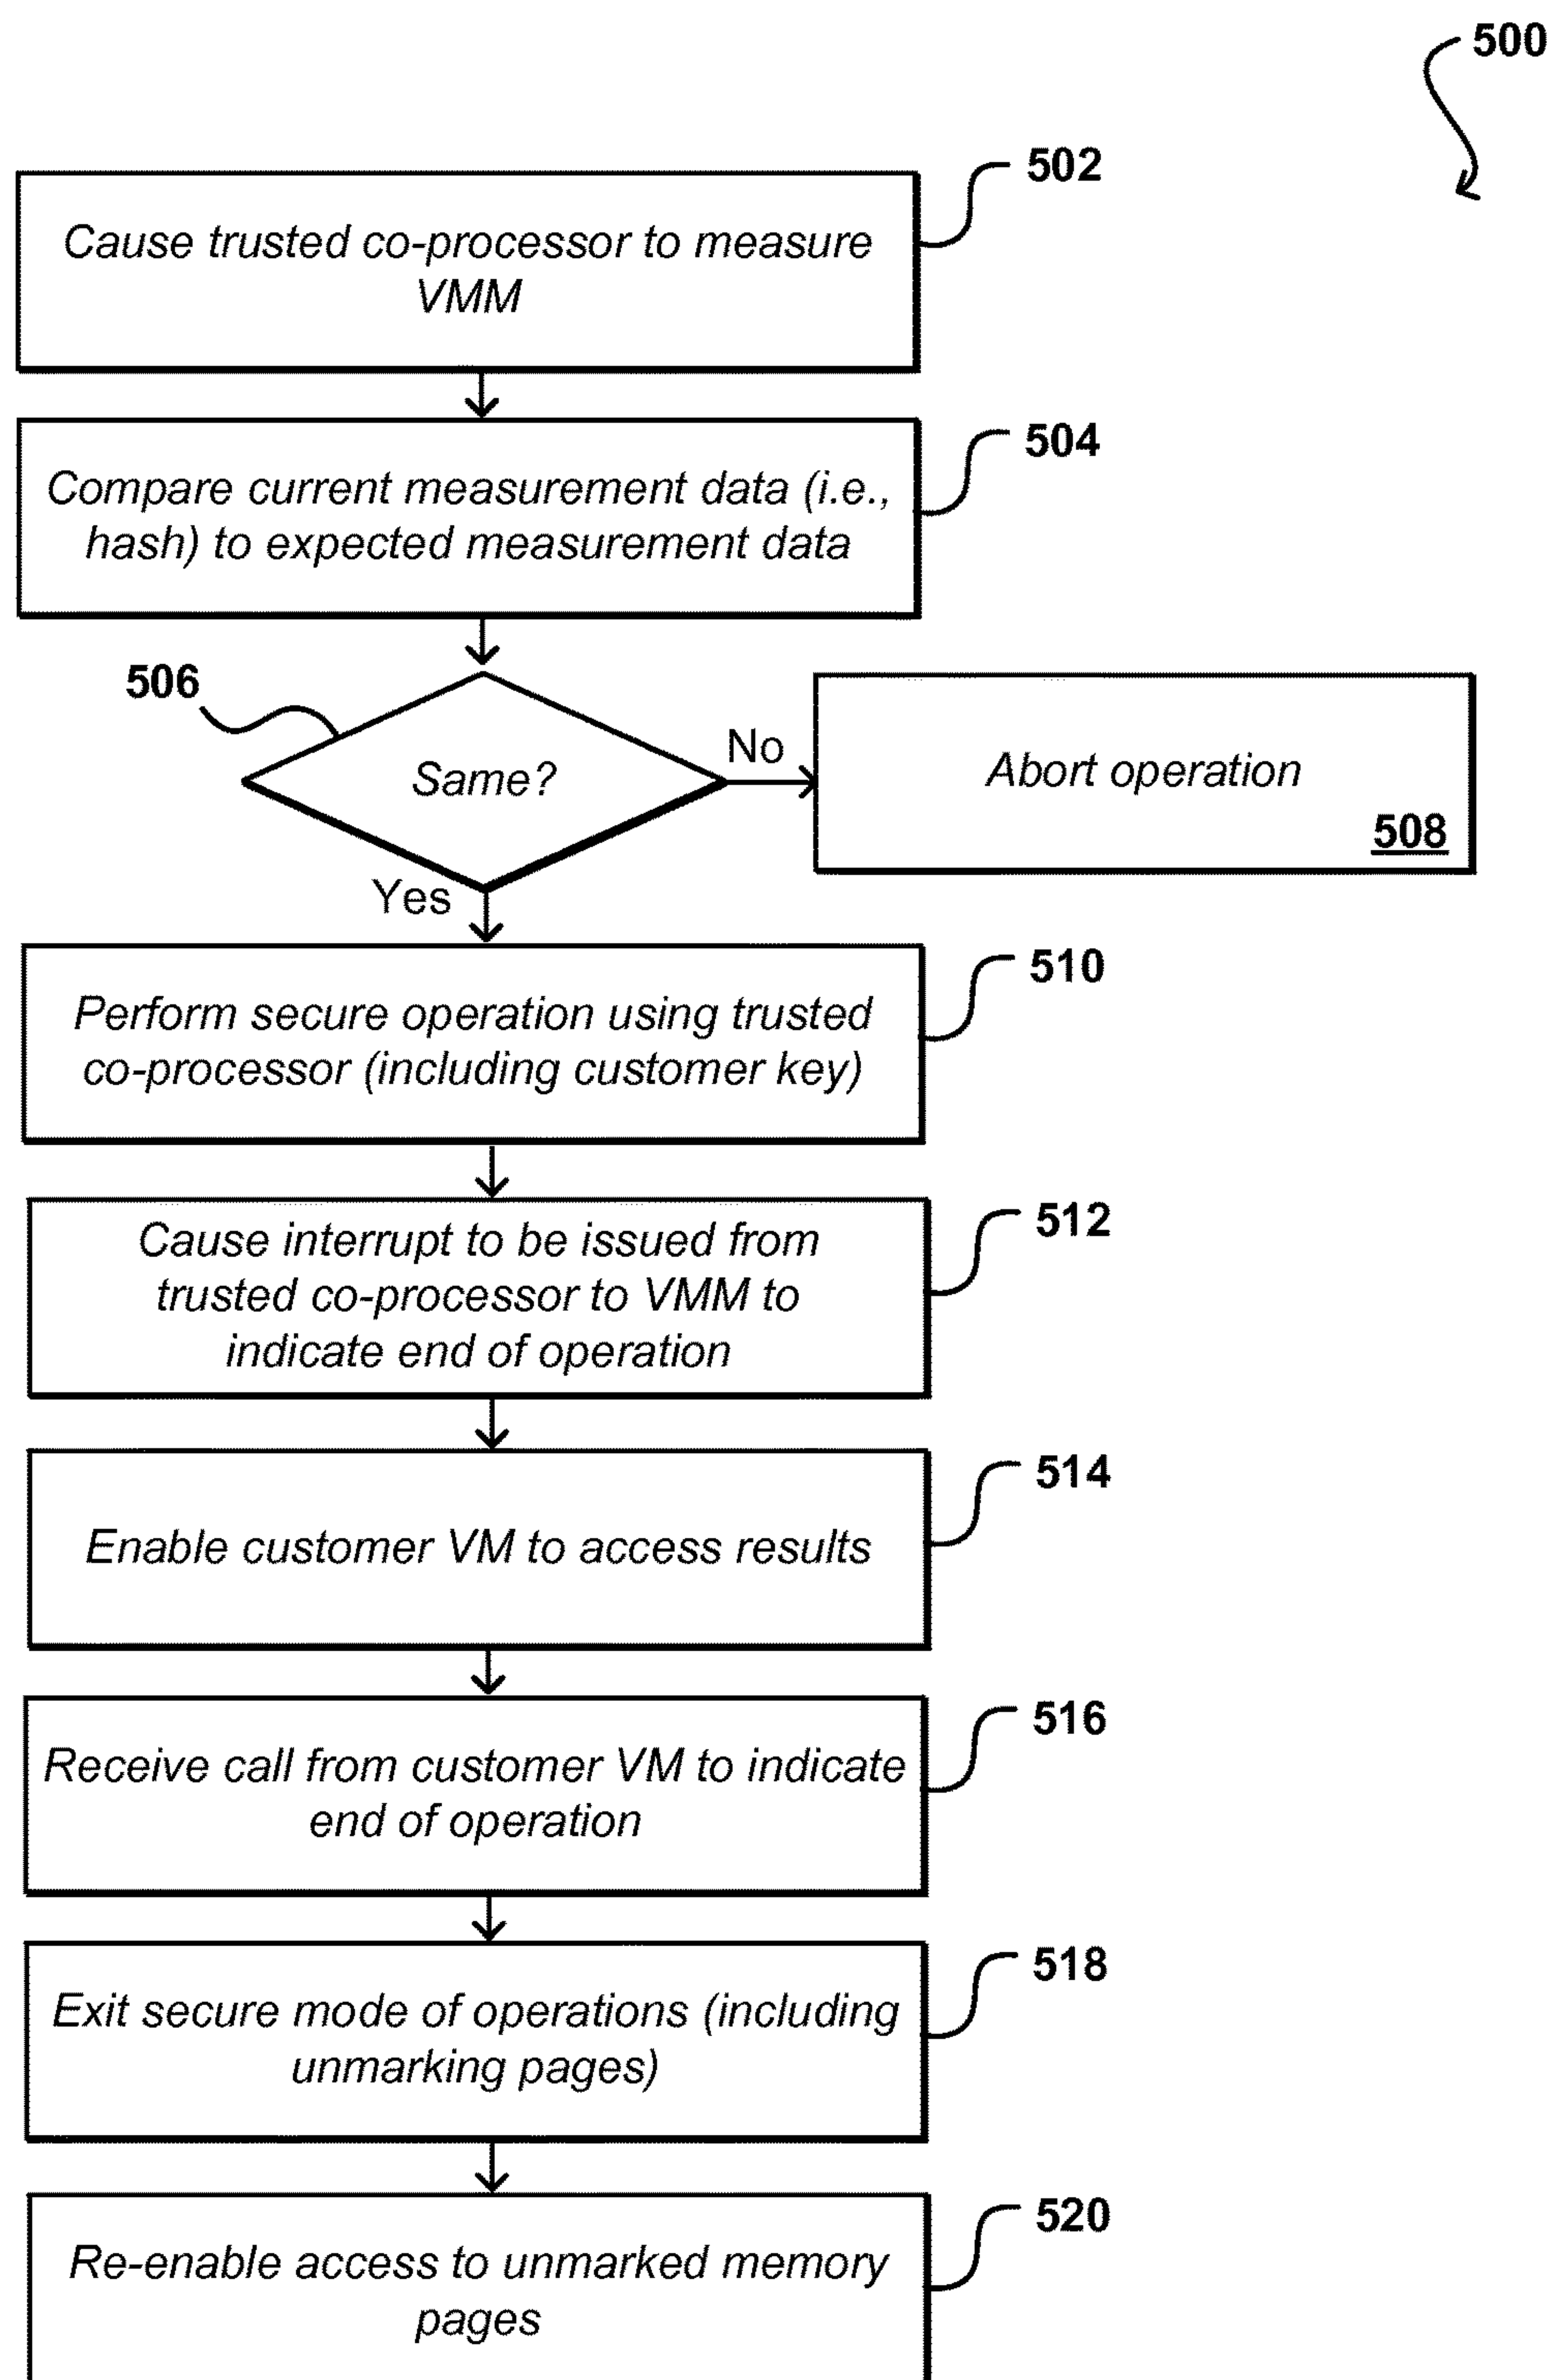 500
502
Cause trusted co-processor to measure
VMM
504
Compare current measurement data (i.e.,
hash) to expected measurement data
506
Same?
No
Abort operation
508
Yes
510
Perform secure operation using trusted
co-processor (including customer key)
512
Cause interrupt to be issued from
trusted co-processor to VMM to
indicate end of operation
514
Enable customer VM to access results
516
Receive call from customer VM to indicate
end of operation
518
Exit secure mode of operations (including
unmarking pages)
520
Re-enable access to unmarked memory
pages